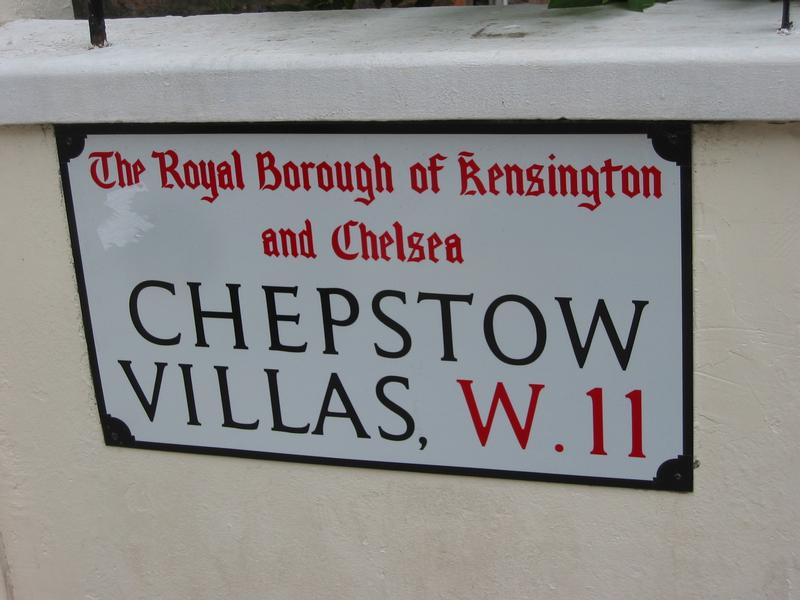 The Royal Borough of Kensington
and Chelsea
CHEPSTOW
VILLAS, W.11